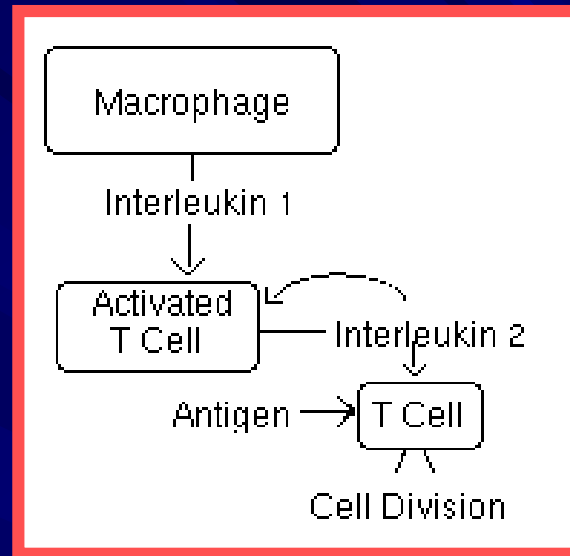 Macrophage
Interleukin 1
Activated
T Cell
Interleukin 2
Antigen
T Cell
Cell Division